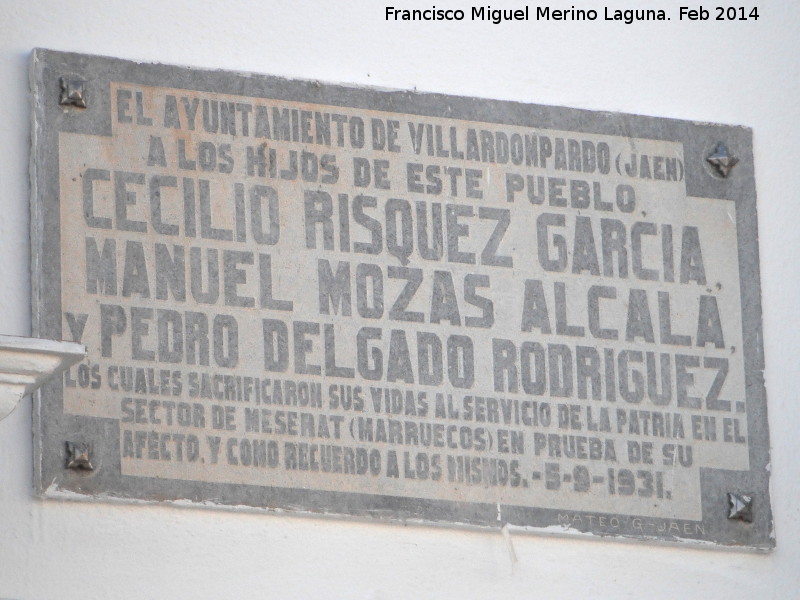 Francisco Miguel Merino Laguna. Feb 2014
EL AYUNTAMIENTO DE VILLARDONPARDO (JAEN)
A LOS HIJOS DE ESTE PUEBLO,
CECILIO RISQUEZ GARCIA,
MANUEL MOZAS ALCALÁ,
Y PEDRO DELGADO RODRIGUEZ.
LOS CUALES SACRIFICARON SUS VIDAS AL SERVICIO DE LA PATRIA EN EL
SECTOR DE MESERAT (MARRUECOS) EN PRUEBA DE SU
AFECTO, Y COMO RECUERDO A LOS MISMOS.-5-9-1931.
MATEO-G-JAEN